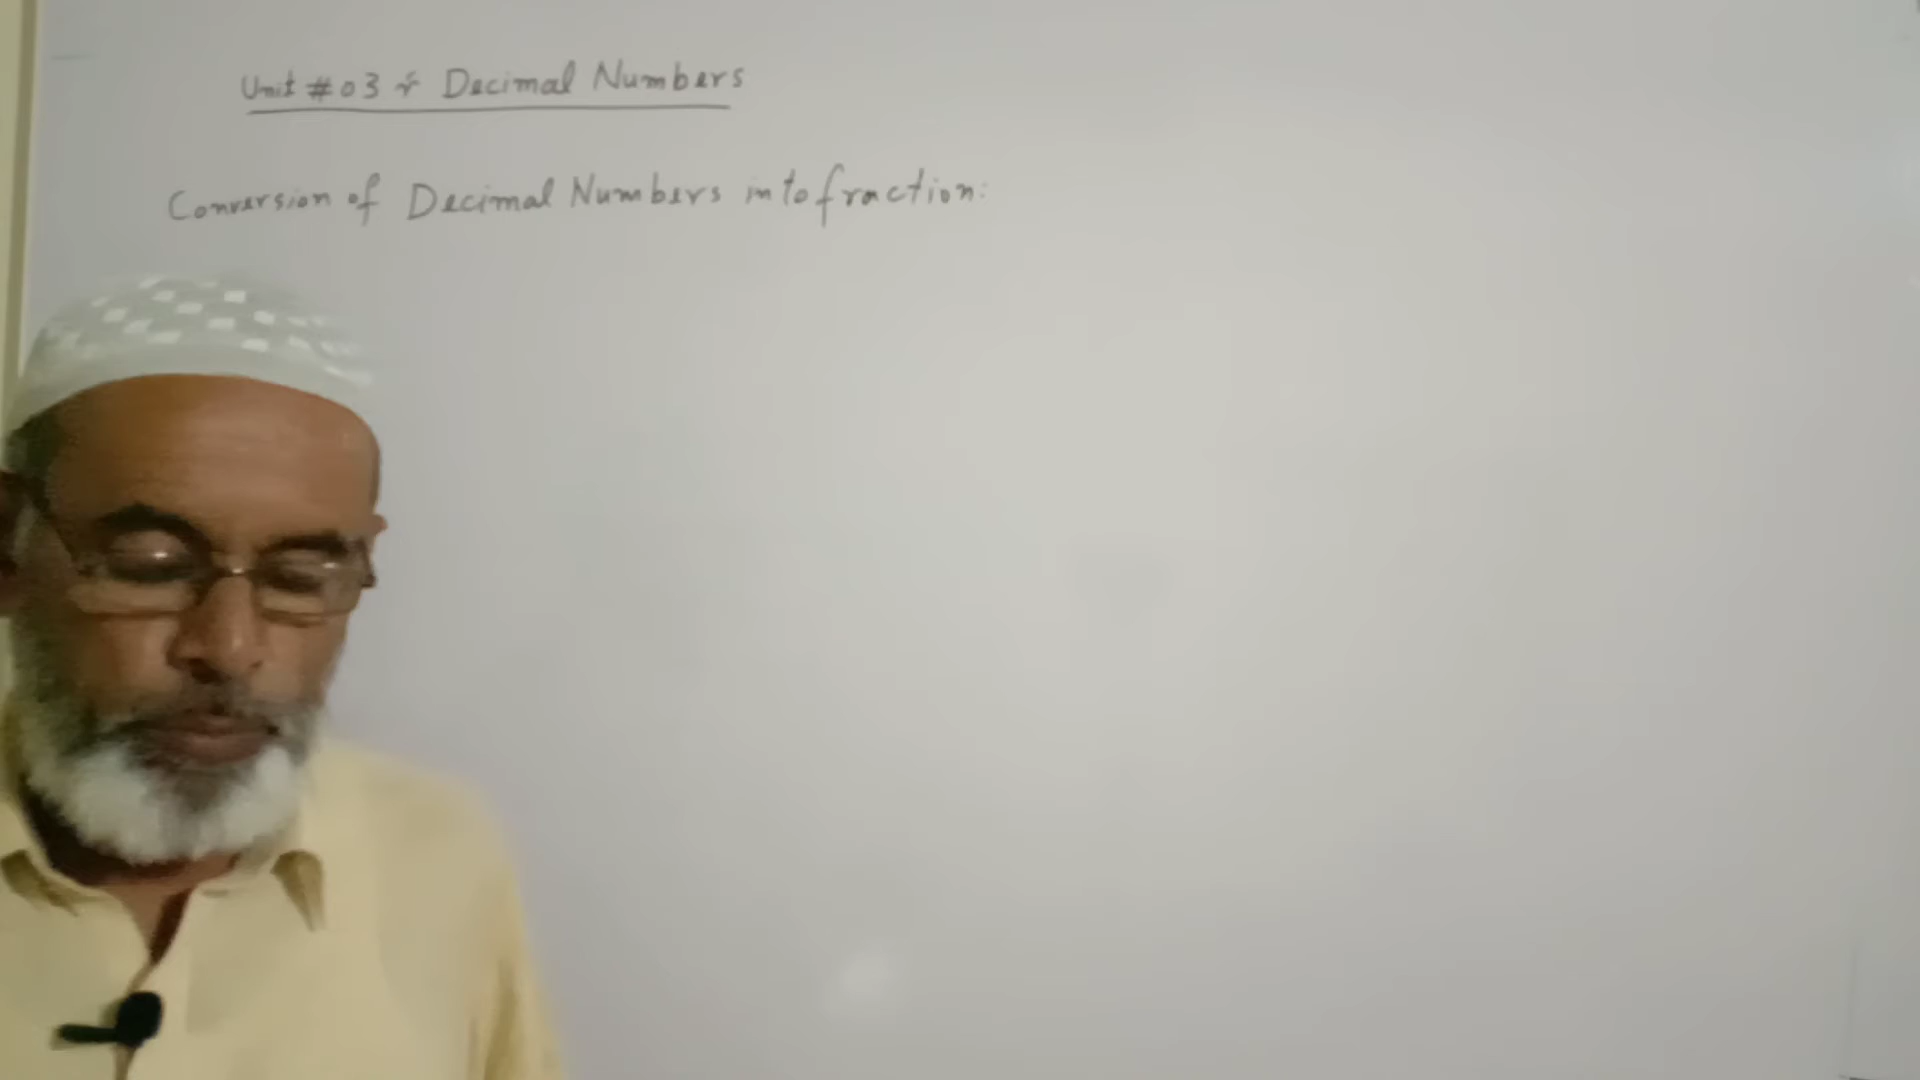 Unit #03 : Decimal Numbers
Conversion of Decimal Numbers into fraction: